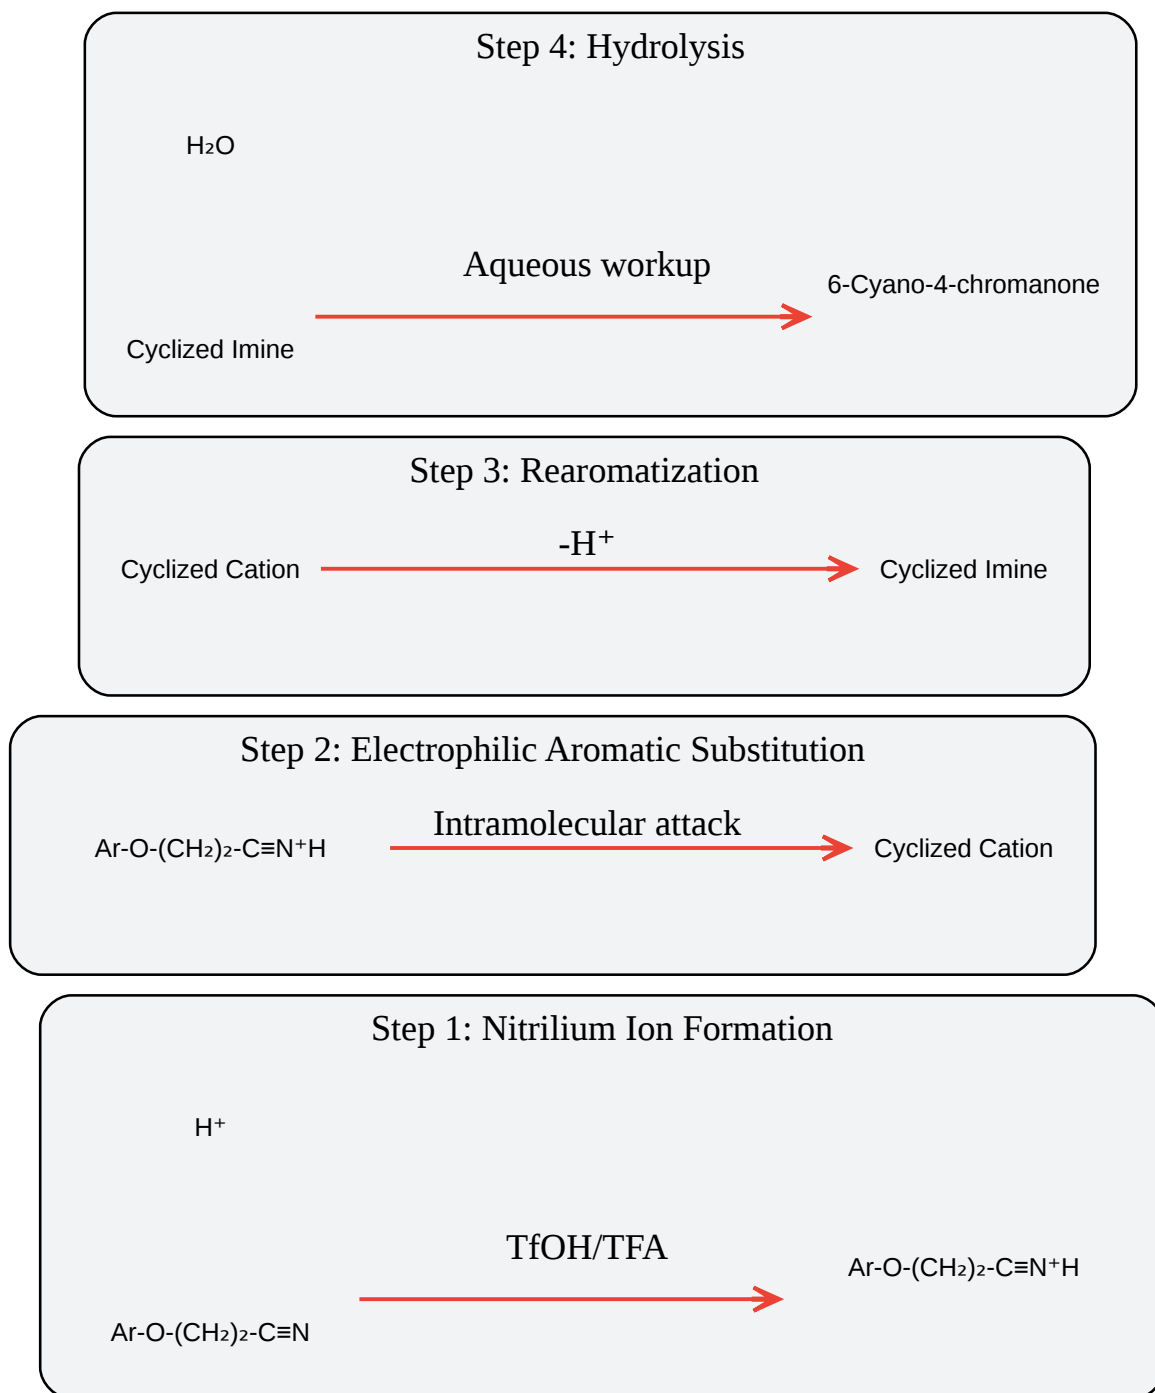 Step 4: Hydrolysis
H₂O
Aqueous workup
6-Cyano-4-chromanone
Cyclized Imine
Step 3: Rearomatization
-H⁺
Cyclized Cation
Cyclized Imine
Step 2: Electrophilic Aromatic Substitution
Intramolecular attack
Ar-O-(CH₂)₂-C≡N⁺H
Cyclized Cation
Step 1: Nitrilium Ion Formation
H⁺
TfOH/TFA
Ar-O-(CH₂)₂-C≡N⁺H
Ar-O-(CH₂)₂-C≡N